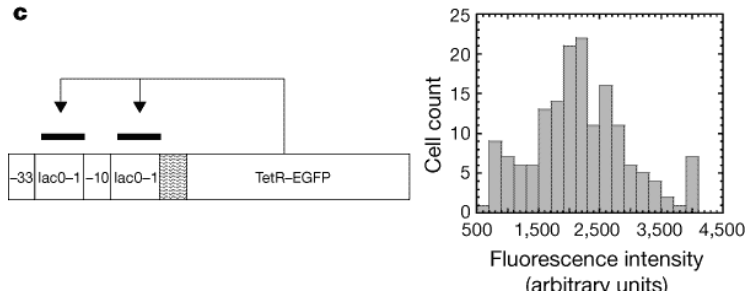 c
−33 lac0−1 −10 lac0−1 TetR−EGFP
25
20
15
10
5
0
Cell count
500 1,500 2,500 3,500 4,500
Fluorescence intensity
(arbitrary units)